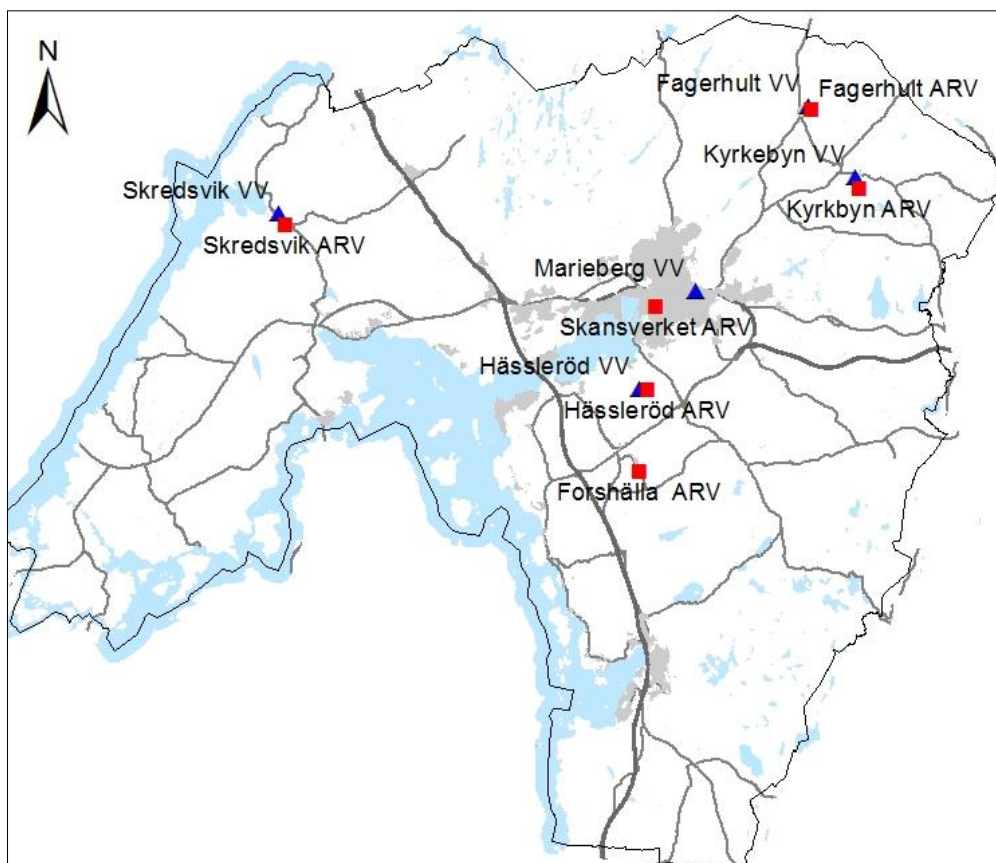 N
Fagerhult VV
Fagerhult ARV
Kyrkebyn VV
Kyrkbyn ARV
Skredsvik VV
Skredsvik ARV
Marieberg VV
Skansverket ARV
Hässleröd VV
Hässleröd ARV
Forshälla ARV